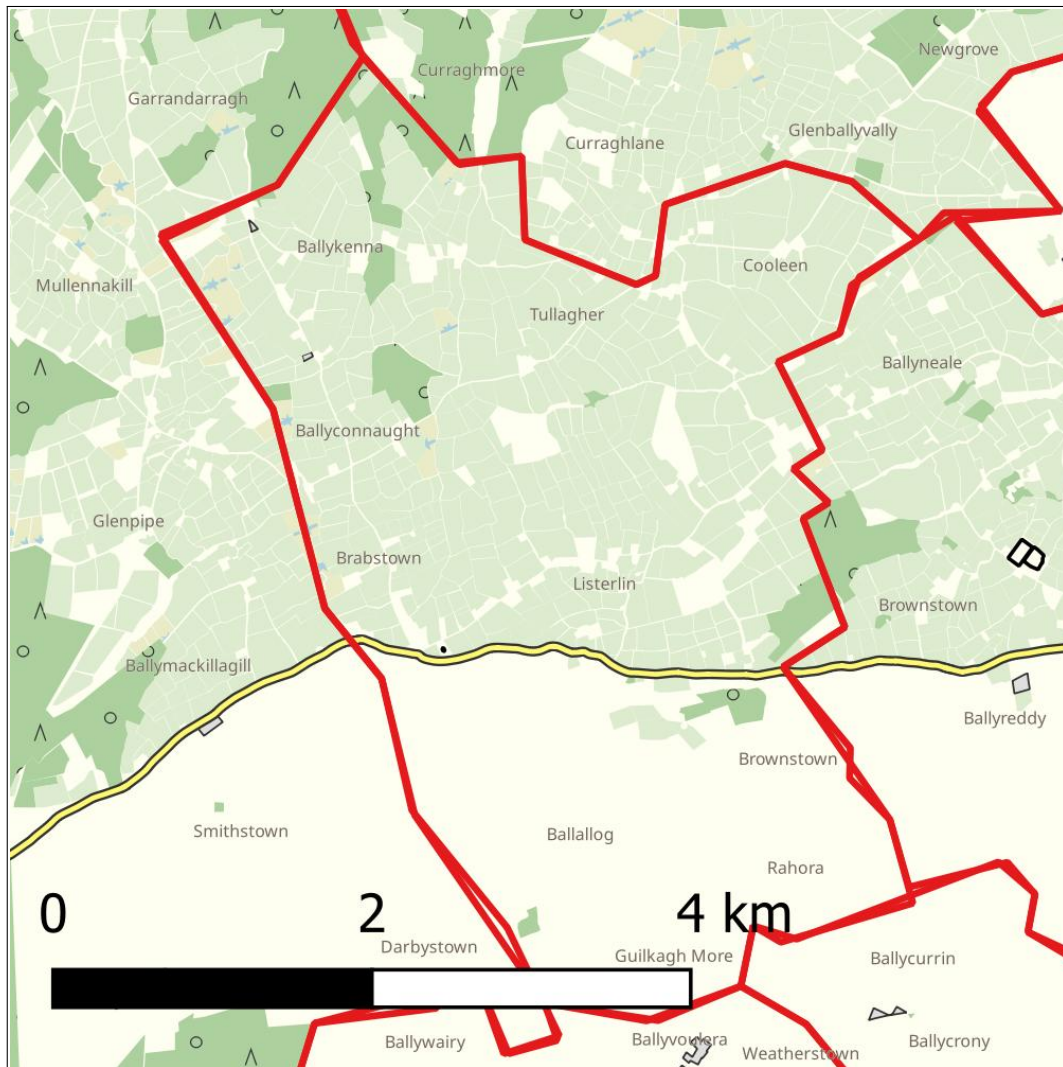 Newgrove
Curraghmore
Garrandarragh
Glenballyvally
Curraghlane
Ballykenna
Cooleen
Mullennakill
Tullagher
Ballyneale
Ballyconnaught
Glenpipe
Brabstown
Listerlin
Brownstown
Ballymackillagill
Ballyreddy
Brownstown
Smithstown
Ballallog
Rahora
0 2 4 km
Darbystown
Guilkagh More
Ballycurrin
Ballywairy
Ballyvoulera
Ballycrony
Weatherstown